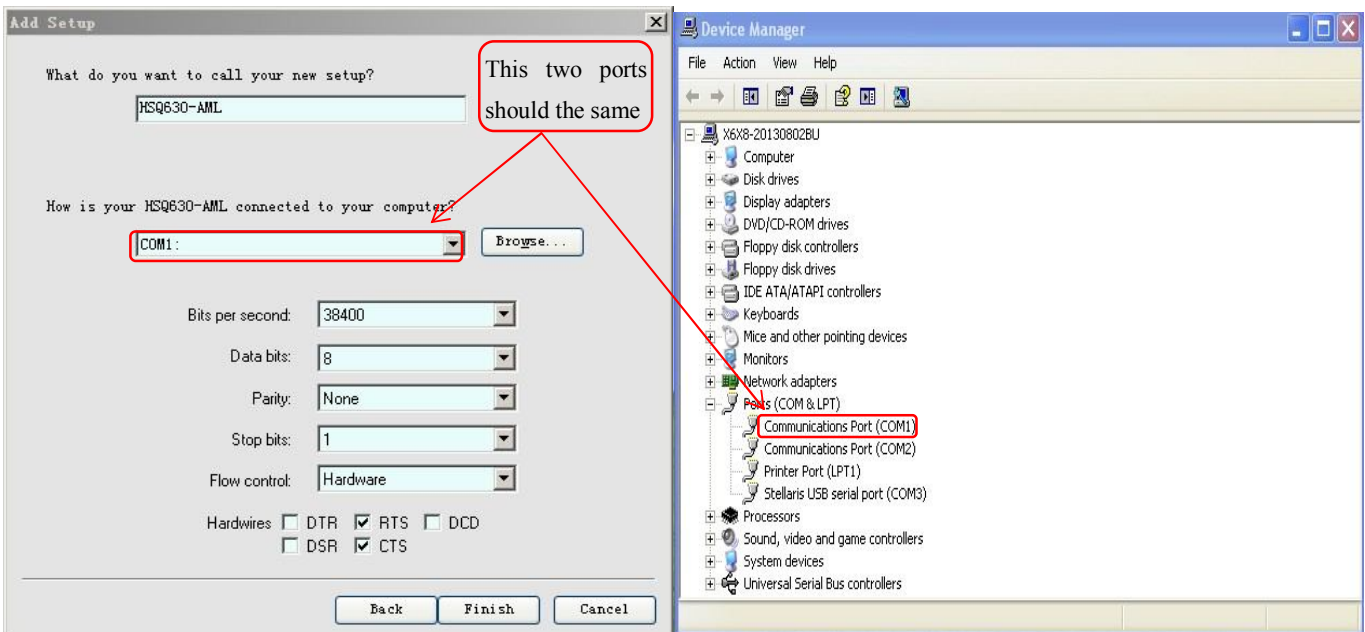 Add Setup
What do you want to call your new setup?
HSQ630-AML
This two ports
should the same
How is your HSQ630-AML connected to your computer?
COM1:
Browse...
Bits per second: 38400
Data bits: 8
Parity: None
Stop bits: 1
Flow control: Hardware
Hardwires DTR RTS DCD
DSR CTS
Back Finish Cancel
Device Manager
File Action View Help
X6X8-20130802BU
Computer
Disk drives
Display adapters
DVD/CD-ROM drives
Floppy disk controllers
Floppy disk drives
IDE ATA/ATAPI controllers
Keyboards
Mice and other pointing devices
Monitors
Network adapters
Ports (COM & LPT)
Communications Port (COM1)
Communications Port (COM2)
Printer Port (LPT1)
Stellaris USB serial port (COM3)
Processors
Sound, video and game controllers
System devices
Universal Serial Bus controllers